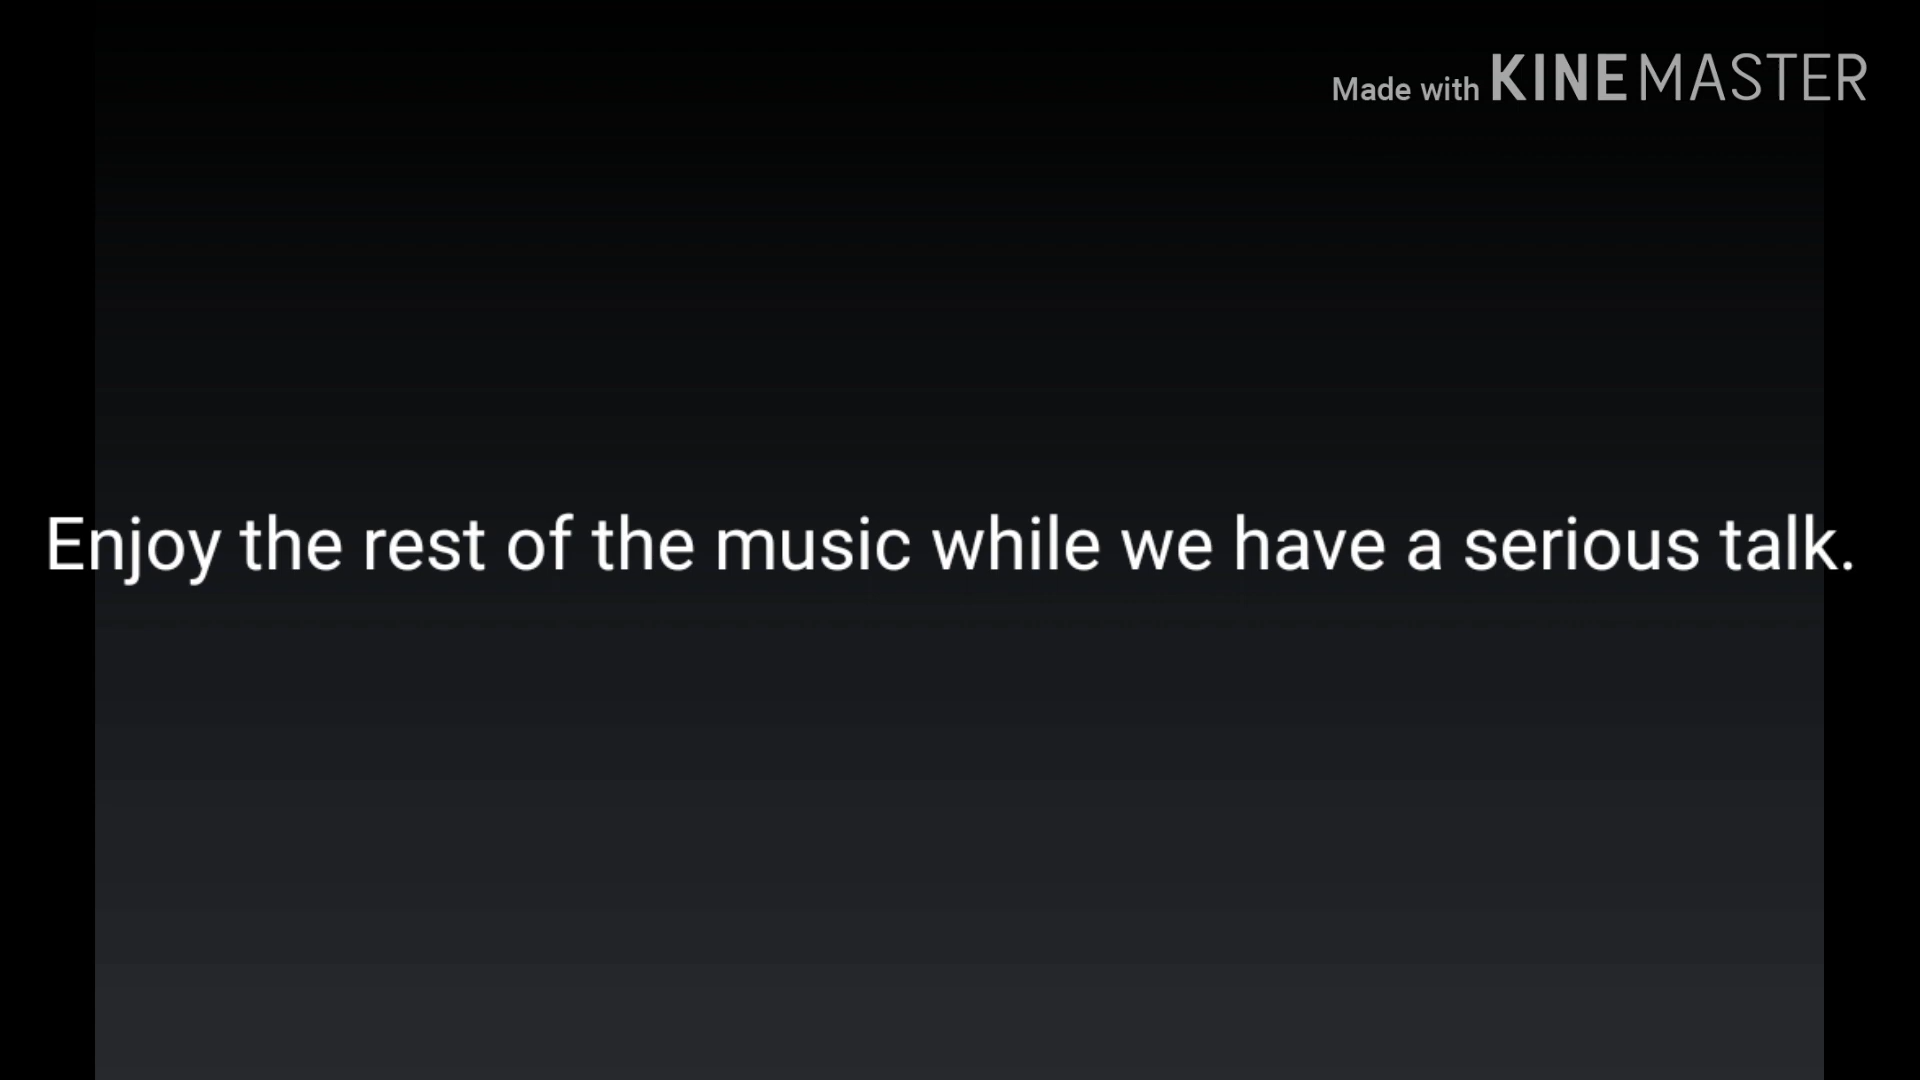 Made with KINEMASTER
Enjoy the rest of the music while we have a serious talk.